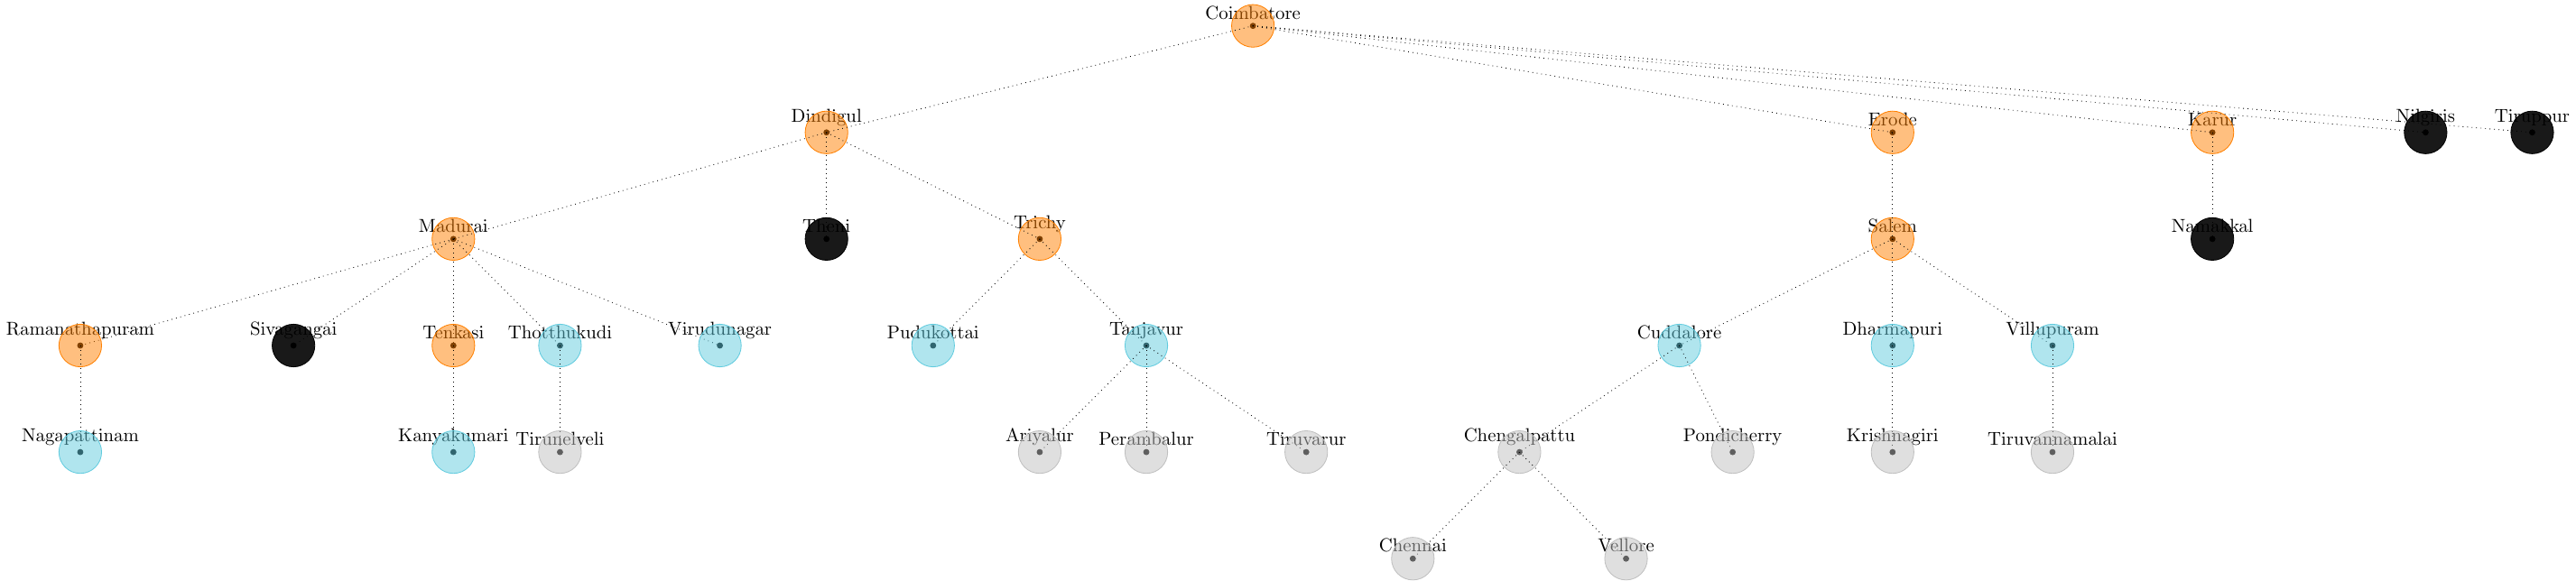 Coimbatore
Dindigul
Erode
Karur
Nilgiris
Tiruppur
Madurai
Theni
Trichy
Salem
Namakkal
Ramanathapuram
Sivagangai
Tenkasi
Thotthukudi
Virudunagar
Pudukottai
Tanjavur
Cuddalore
Dharmapuri
Villupuram
Nagapattinam
Kanyakumari
Tirunelveli
Ariyalur
Perambalur
Tiruvarur
Chengalpattu
Pondicherry
Krishnagiri
Tiruvannamalai
Chennai
Vellore